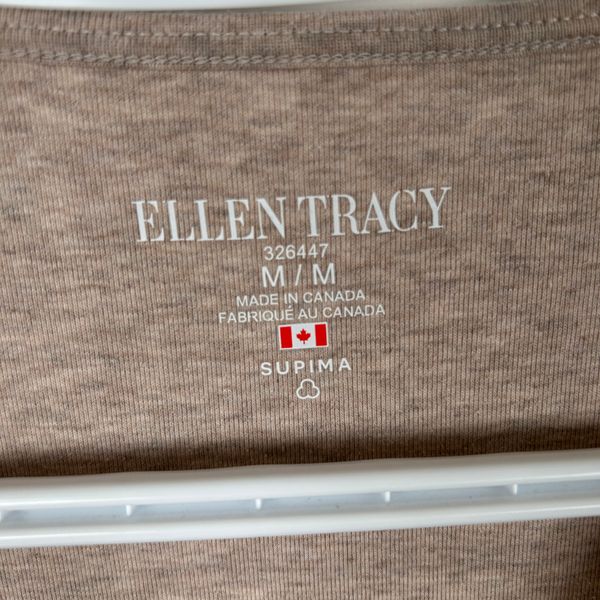 ELLEN TRACY
326447
M / M
MADE IN CANADA
FABRIQUÉ AU CANADA
SUPIMA